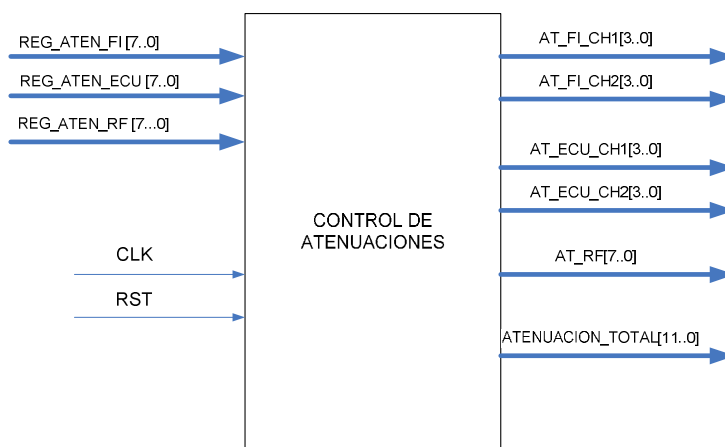 REG_ATEN_FI [7..0]
REG_ATEN_ECU [7..0]
REG_ATEN_RF [7...0]
CLK
RST
CONTROL DE
ATENUACIONES
AT_FI_CH1[3..0]
AT_FI_CH2[3..0]
AT_ECU_CH1[3..0]
AT_ECU_CH2[3..0]
AT_RF[7..0]
ATENUACION_TOTAL[11..0]